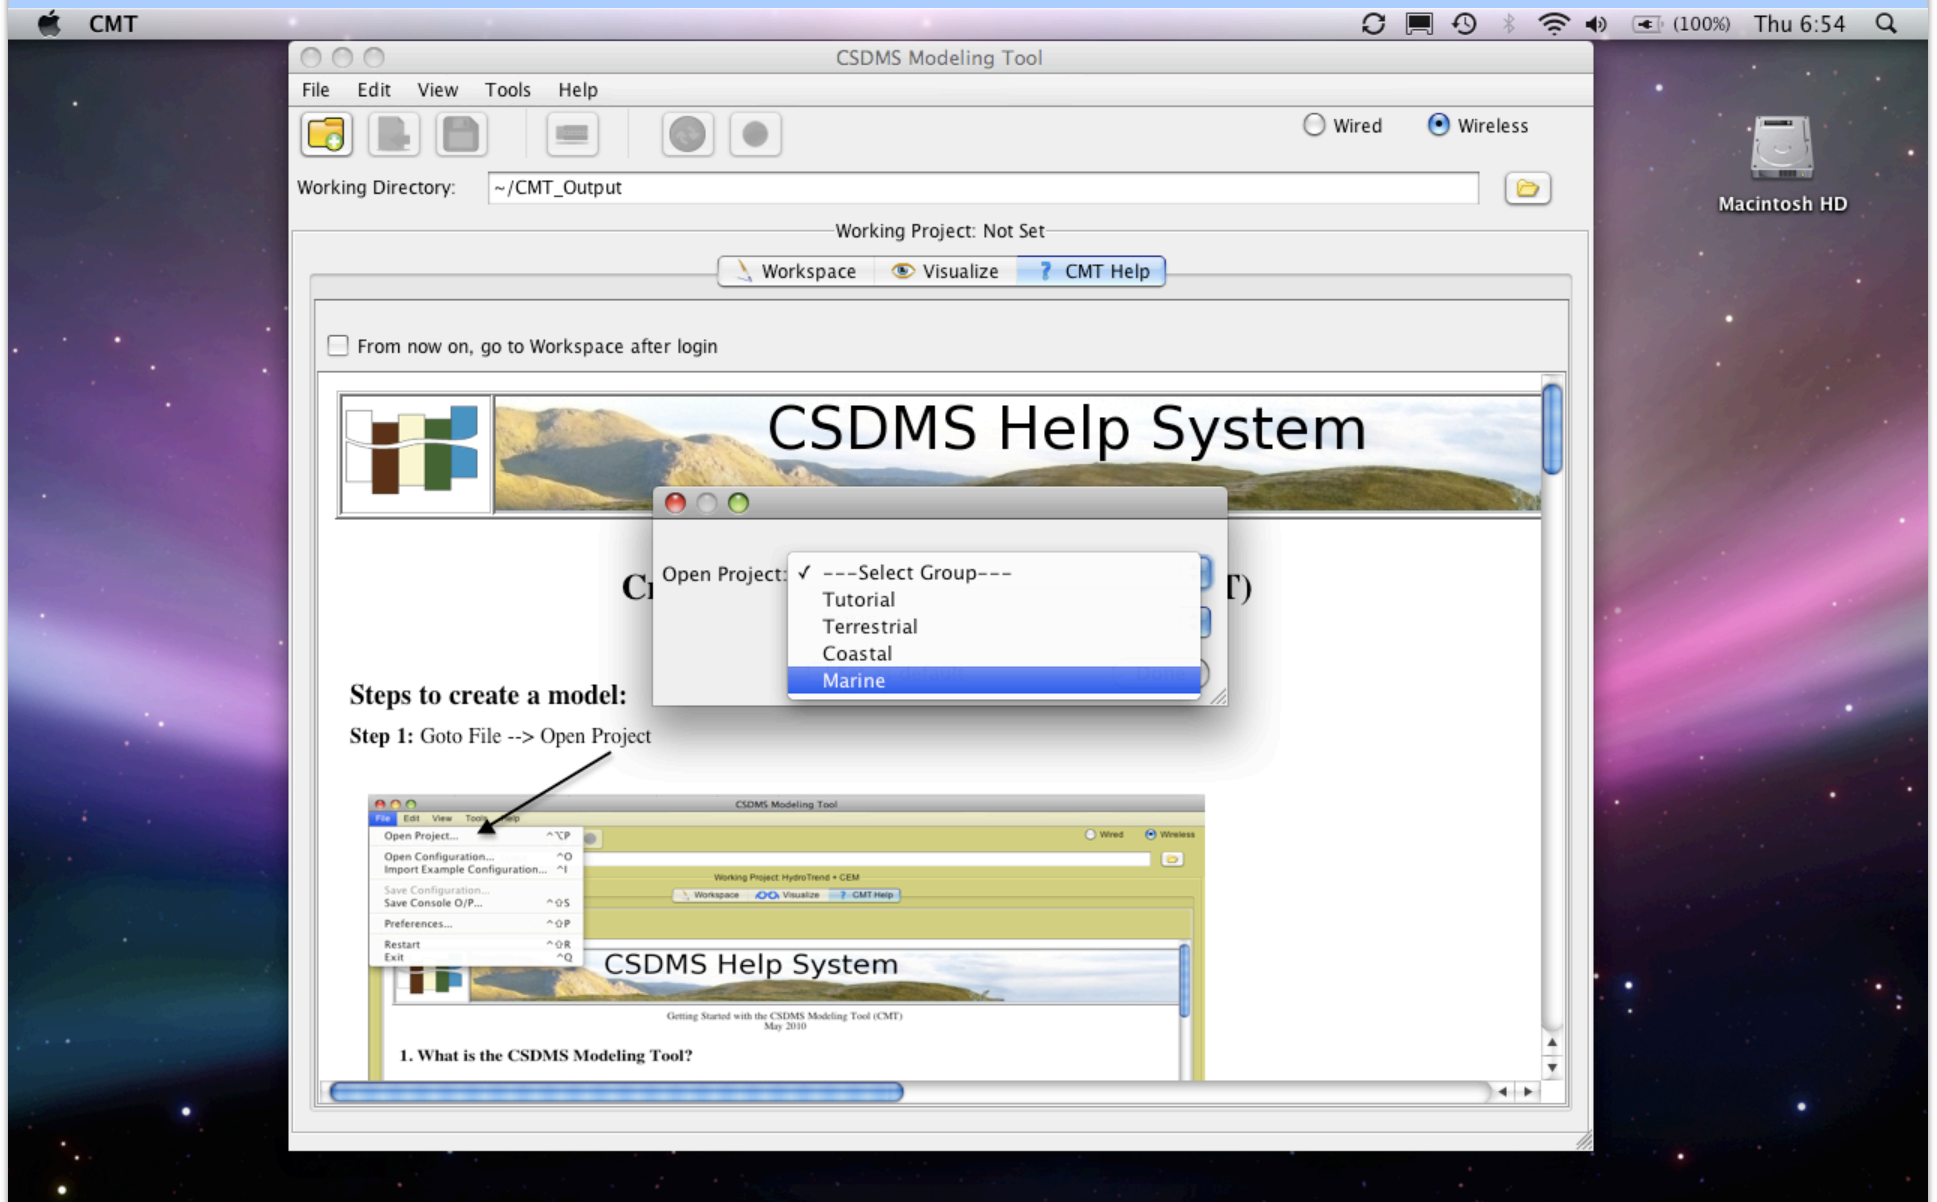 CMT
(100%) Thu 6:54
CSDMS Modeling Tool
File Edit View Tools Help
Wired Wireless
Working Directory: ~/CMT_Output
Macintosh HD
Working Project: Not Set
Workspace Visualize ? CMT Help
From now on, go to Workspace after login
CSDMS Help System
Open Project: ✓ ---Select Group---
Tutorial
Terrestrial
Coastal
Marine
Steps to create a model:
Step 1: Goto File --> Open Project
CSDMS Modeling Tool
File Edit View Tools Help
Open Project... ^⌥P
Wired Wireless
Open Configuration... ^O
Import Example Configuration... ^I
Working Project: HydroTrend + CEM
Save Configuration...
Workspace Visualize ? CMT Help
Save Console O/P... ^⇧S
Preferences... ^⇧P
Restart ^⇧R
Exit ^Q
CSDMS Help System
Getting Started with the CSDMS Modeling Tool (CMT)
May 2010
1. What is the CSDMS Modeling Tool?